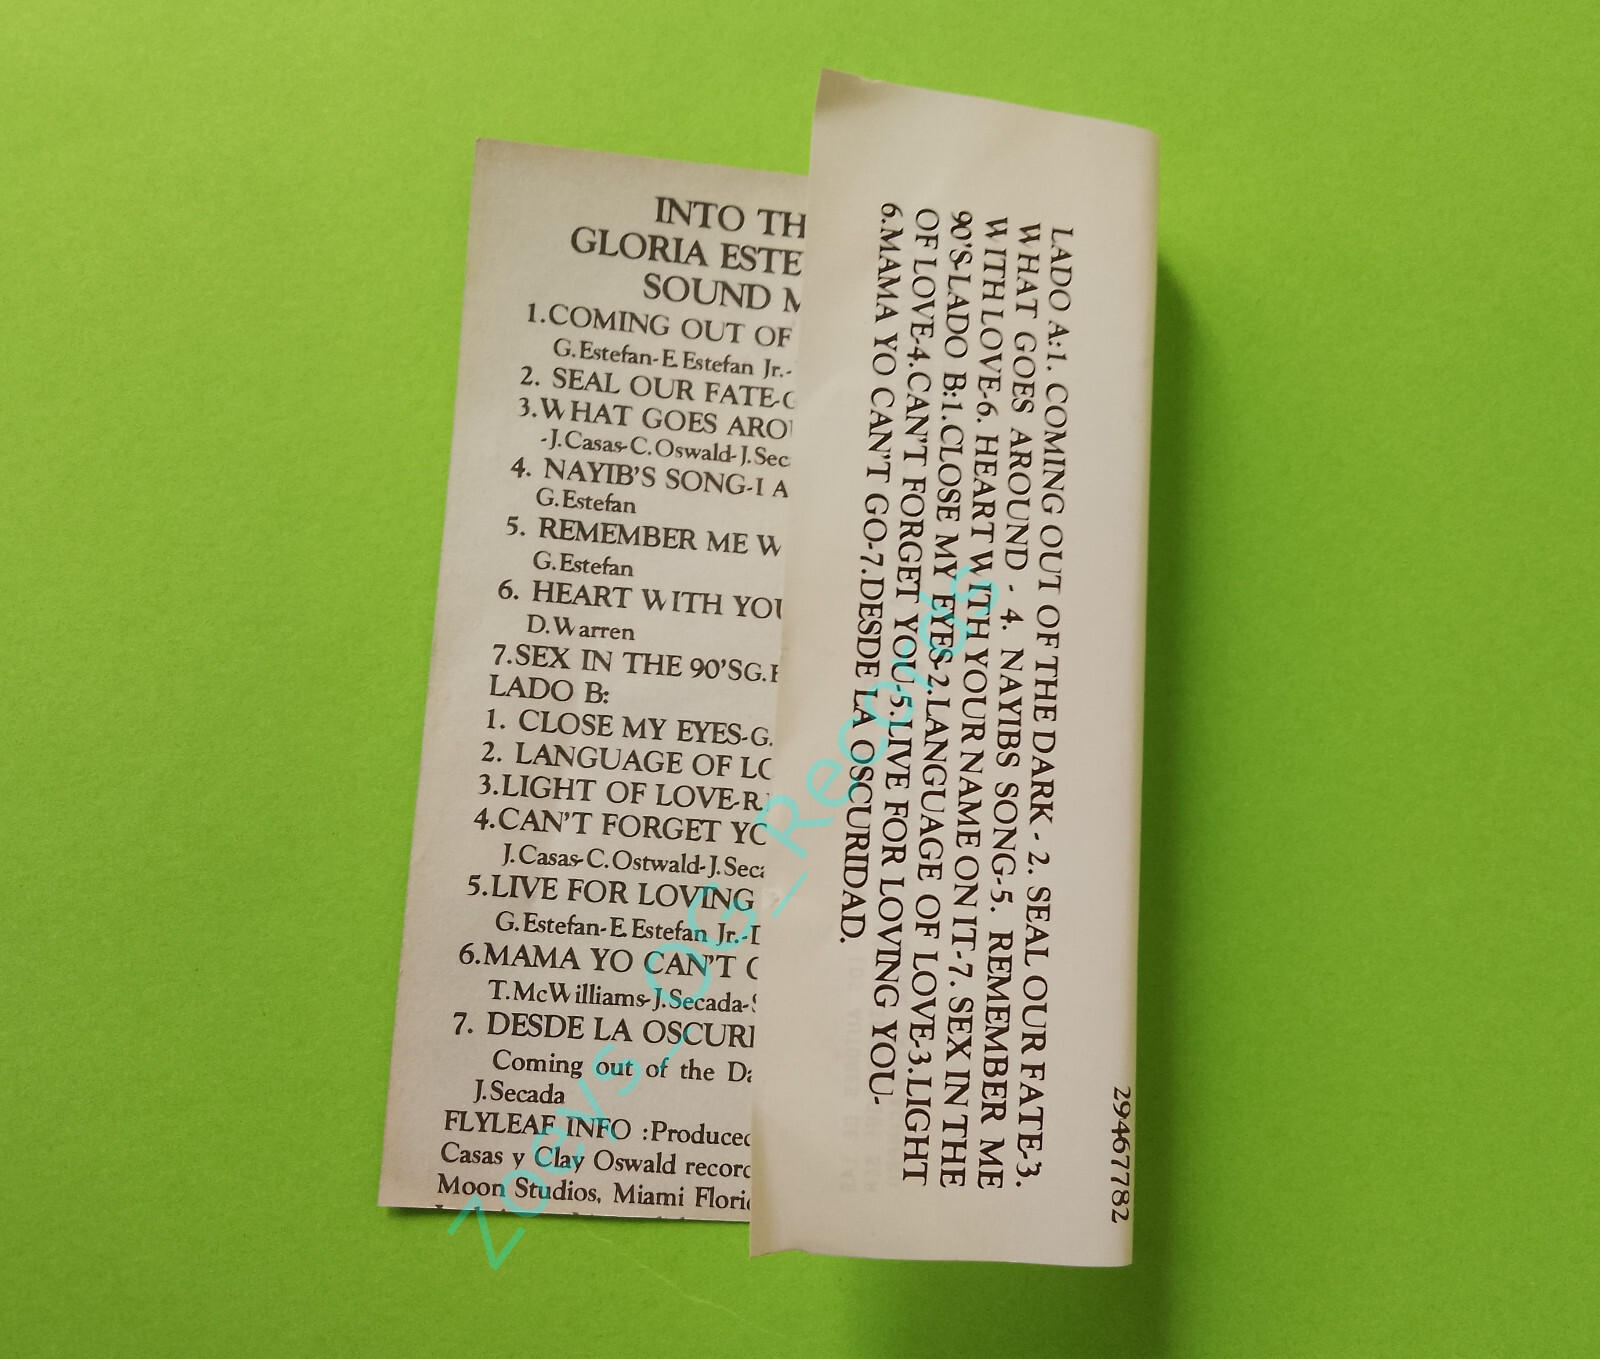 INTO TH
GLORIA ESTE
SOUND M
1.COMING OUT OF
G.Estefan-E.Estefan Jr.-
2. SEAL OUR FATE-G
3.WHAT GOES AROU
-J.Casas-C.Oswald-J.Sec
4. NAYIB'S SONG-I A
G.Estefan
5. REMEMBER ME W
G.Estefan
6. HEART WITH YOU
D.Warren
7.SEX IN THE 90'SG.E
LADO B:
1. CLOSE MY EYES-G.
2. LANGUAGE OF LO
3.LIGHT OF LOVE-R.
4.CAN'T FORGET YO
J.Casas-C.Ostwald-J.Seca
5.LIVE FOR LOVING
G.Estefan-E.Estefan Jr.-D
6.MAMA YO CAN'T G
T.McWilliams-J.Secada-S
7. DESDE LA OSCURI
Coming out of the Da
J.Secada
FLYLEAF INFO :Produced
Casas y Clay Oswald record
Moon Studios, Miami Flori
LADO A:1. COMING OUT OF THE DARK - 2. SEAL OUR FATE-3.
WHAT GOES AROUND - 4. NAYIBS SONG-5. REMEMBER ME
WITH LOVE-6. HEART WITH YOUR NAME ON IT-7. SEX IN THE
90'S-LADO B:1.CLOSE MY EYES-2.LANGUAGE OF LOVE-3.LIGHT
OF LOVE-4.CAN'T FORGET YOU-5.LIVE FOR LOVING YOU-
6.MAMA YO CAN'T GO-7.DESDE LA OSCURIDAD.
29467782
Zoeys_OG_Records